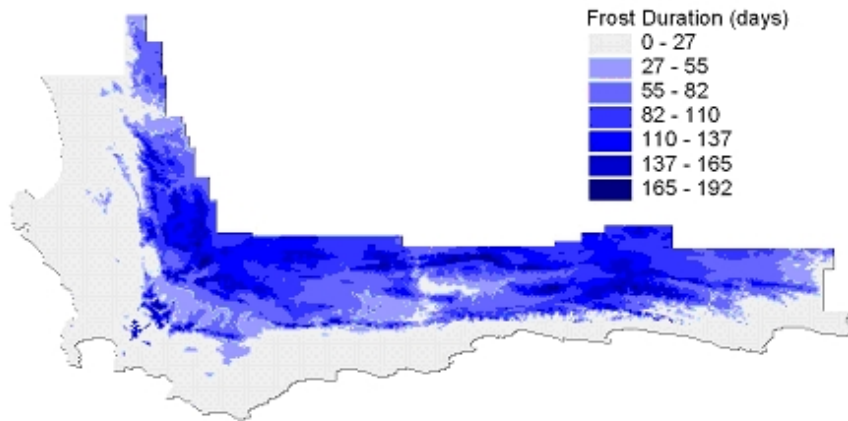 Frost Duration (days)
0 - 27
27 - 55
55 - 82
82 - 110
110 - 137
137 - 165
165 - 192